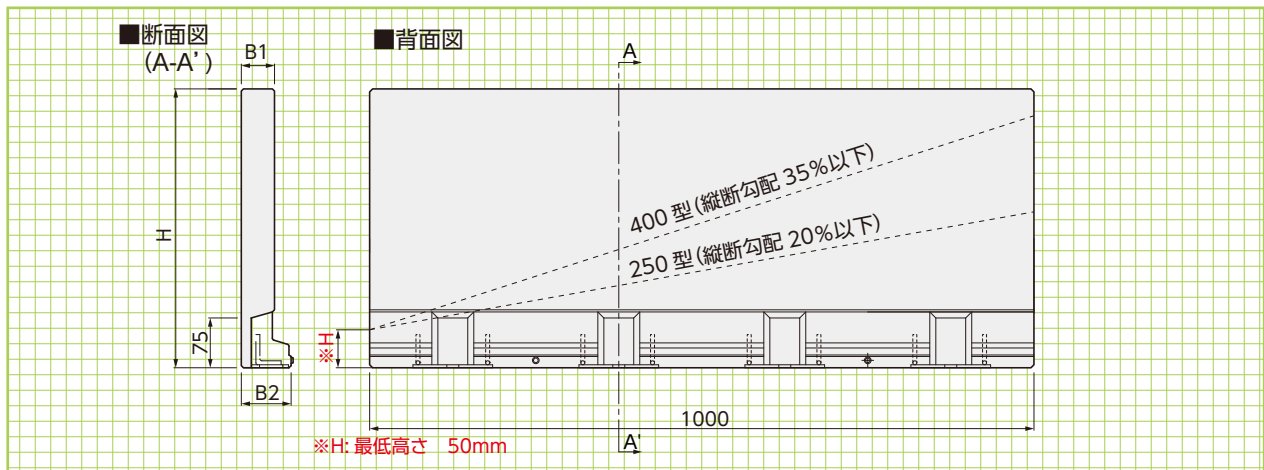 ■断面図
(A-A')
B1
H
75
B2
■背面図
A
400 型(縦断勾配 35%以下)
250 型(縦断勾配 20%以下)
※H
1000
A'
※H: 最低高さ　50mm